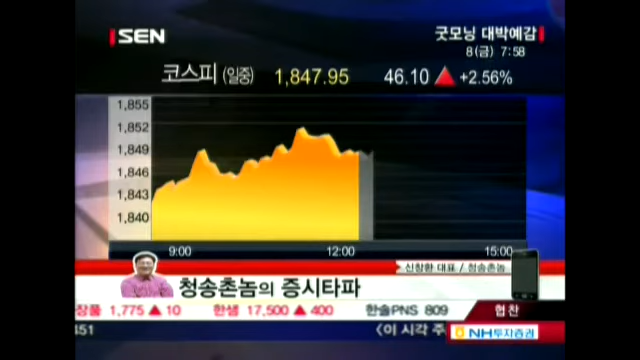 SEN
굿모닝 대박예감
8(금) 7:58
코스피 (일중) 1,847.95 46.10 ▲ +2.56%
1,855
1,852
1,849
1,846
1,843
1,840
9:00 12:00 15:00
신창환 대표 / 청송촌놈
청송촌놈의 증시타파
장품 1,775 ▲ 10 한샘 17,500 ▲ 400 한솔PNS 809
협찬
451 <이 시각 주
NH투자증권